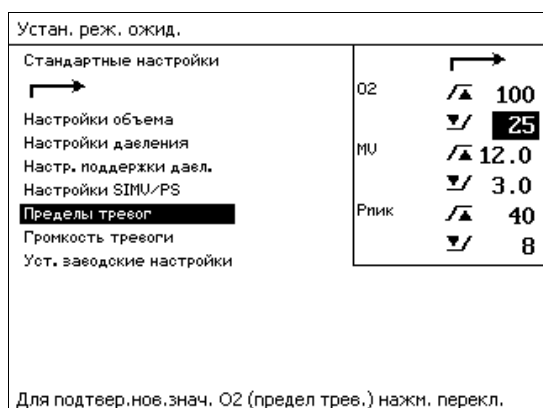 Устан. реж. ожид.
Стандартные настройки
Настройки объема
Настройки давления
Настр. поддержки давл.
Настройки SIMV/PS
Пределы тревог
Громкость тревоги
Уст. заводские настройки
O2 100
25
MV 12.0
3.0
Pпик 40
8
Для подтвер.нов.знач. O2 (предел трев.) нажм. перекл.